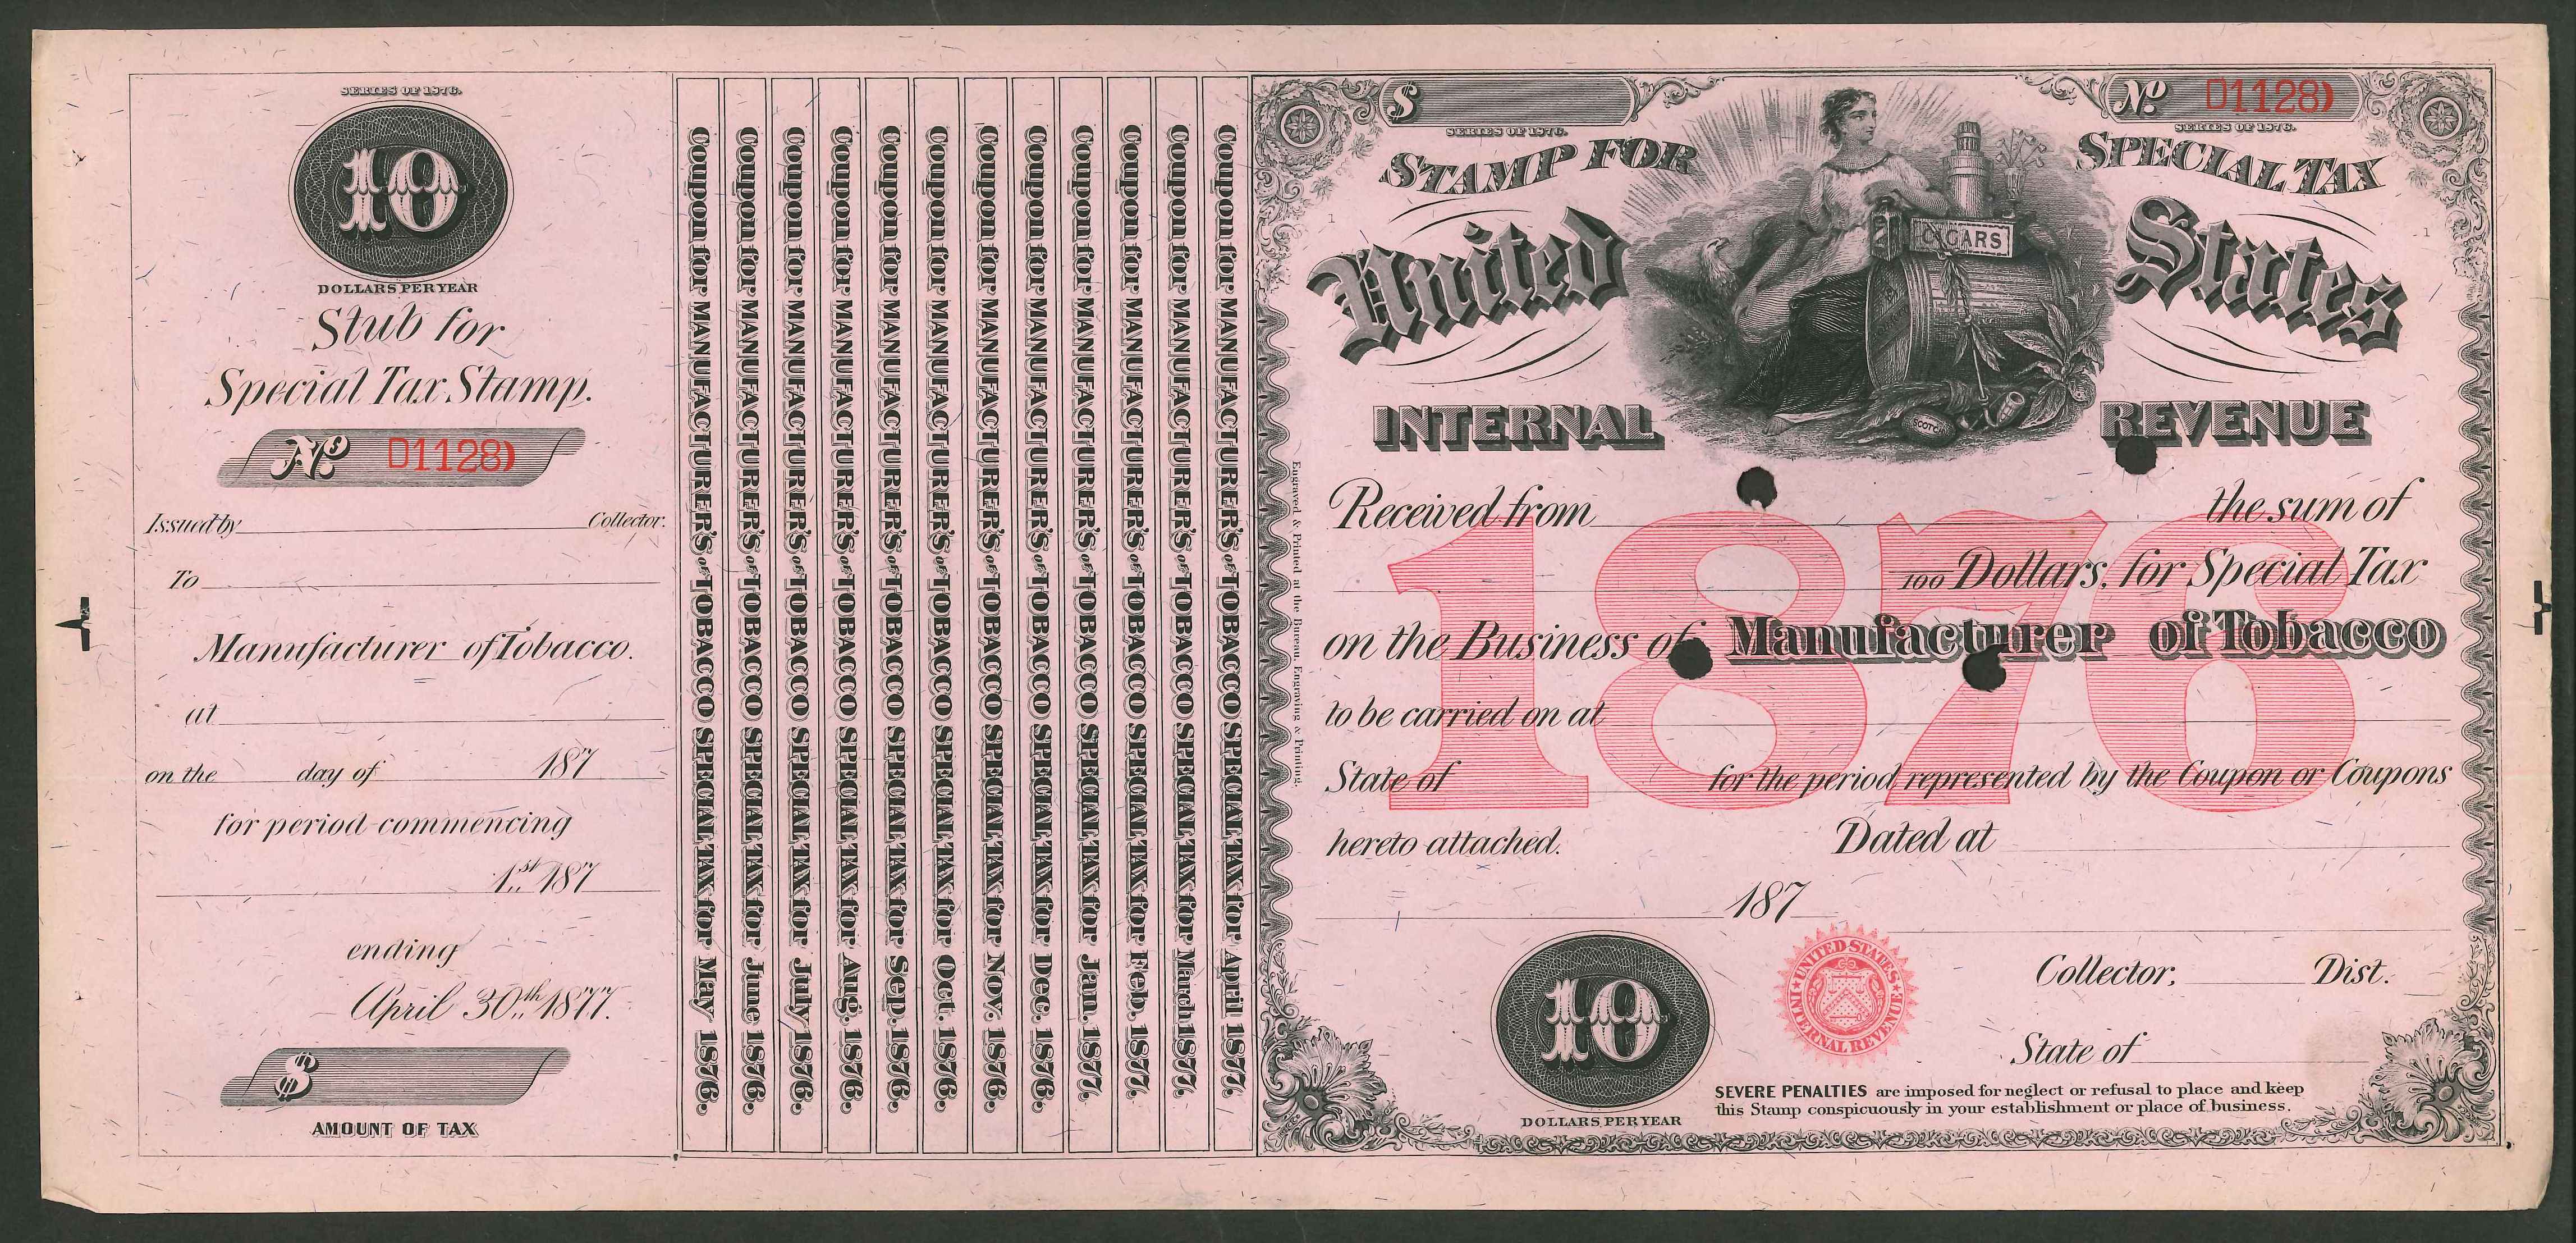 SERIES OF 1876.
10
DOLLARS PER YEAR
Stub for
Special Tax Stamp.
No. D1128)
Issued by Collector.
To
Manufacturer of Tobacco.
at
on the day of 187
for period commencing
1st 187
ending
April 30th 1877.
$
AMOUNT OF TAX
Coupon for MANUFACTURER'S of TOBACCO SPECIAL TAX for May 1876.
Coupon for MANUFACTURER'S of TOBACCO SPECIAL TAX for June 1876.
Coupon for MANUFACTURER'S of TOBACCO SPECIAL TAX for July 1876.
Coupon for MANUFACTURER'S of TOBACCO SPECIAL TAX for Aug. 1876.
Coupon for MANUFACTURER'S of TOBACCO SPECIAL TAX for Sep. 1876.
Coupon for MANUFACTURER'S of TOBACCO SPECIAL TAX for Oct. 1876.
Coupon for MANUFACTURER'S of TOBACCO SPECIAL TAX for Nov. 1876.
Coupon for MANUFACTURER'S of TOBACCO SPECIAL TAX for Dec. 1876.
Coupon for MANUFACTURER'S of TOBACCO SPECIAL TAX for Jan. 1877.
Coupon for MANUFACTURER'S of TOBACCO SPECIAL TAX for Feb. 1877.
Coupon for MANUFACTURER'S of TOBACCO SPECIAL TAX for March 1877.
Coupon for MANUFACTURER'S of TOBACCO SPECIAL TAX for April 1877.
Engraved & Printed at the Bureau, Engraving & Printing.
$
SERIES OF 1876.
No. D1128)
SERIES OF 1876.
STAMP FOR SPECIAL TAX
United States
CIGARS
SCOTCH
INTERNAL REVENUE
1876
Received from the sum of
100 Dollars, for Special Tax
on the Business of Manufacturer of Tobacco
to be carried on at
State of for the period represented by the Coupon or Coupons
hereto attached. Dated at
187
10
DOLLARS PER YEAR
UNITED STATES INTERNAL REVENUE
Collector, Dist.
State of
SEVERE PENALTIES are imposed for neglect or refusal to place and keep
this Stamp conspicuously in your establishment or place of business.